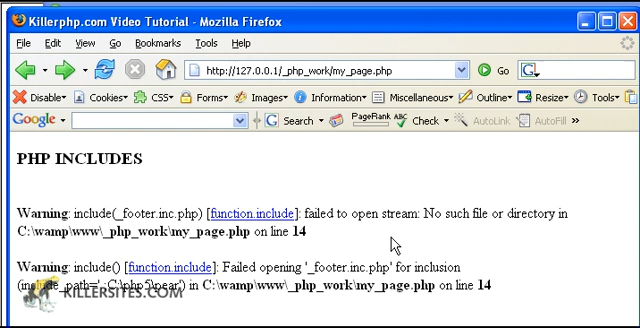 Killerphp.com Video Tutorial - Mozilla Firefox
File Edit View Go Bookmarks Tools Help
http://127.0.0.1/_php_work/my_page.php Go
Disable Cookies CSS Forms Images Information Miscellaneous Outline Resize Tools
Google Search PageRank Check AutoLink AutoFill »
PHP INCLUDES
Warning: include(_footer.inc.php) [function.include]: failed to open stream: No such file or directory in
C:\wamp\www\_php_work\my_page.php on line 14
Warning: include() [function.include]: Failed opening '_footer.inc.php' for inclusion
(include_path='.;C:\php5\pear') in C:\wamp\www\_php_work\my_page.php on line 14
KILLERSITES.COM